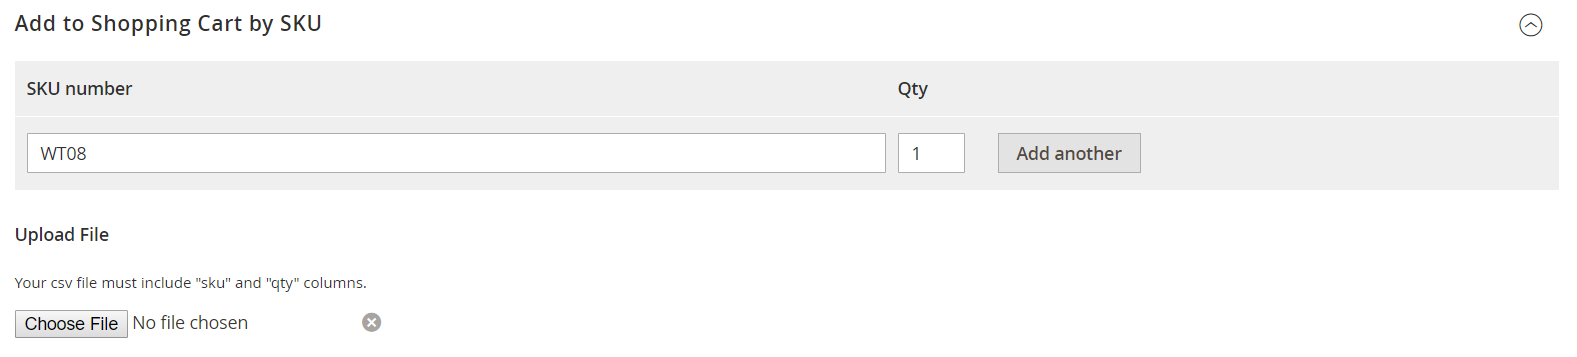 Add to Shopping Cart by SKU
SKU number Qty
WT08 1 Add another
Upload File
Your csv file must include "sku" and "qty" columns.
Choose File No file chosen